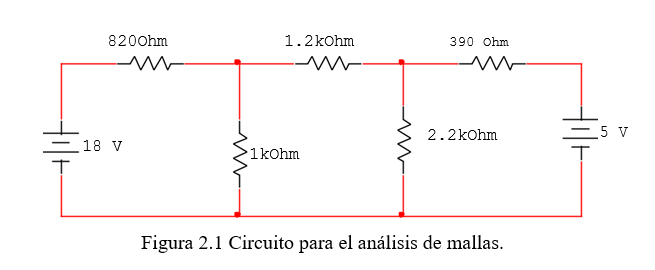 820Ohm
1.2kOhm
390 Ohm
18 V
1kOhm
2.2kOhm
5 V
Figura 2.1 Circuito para el análisis de mallas.